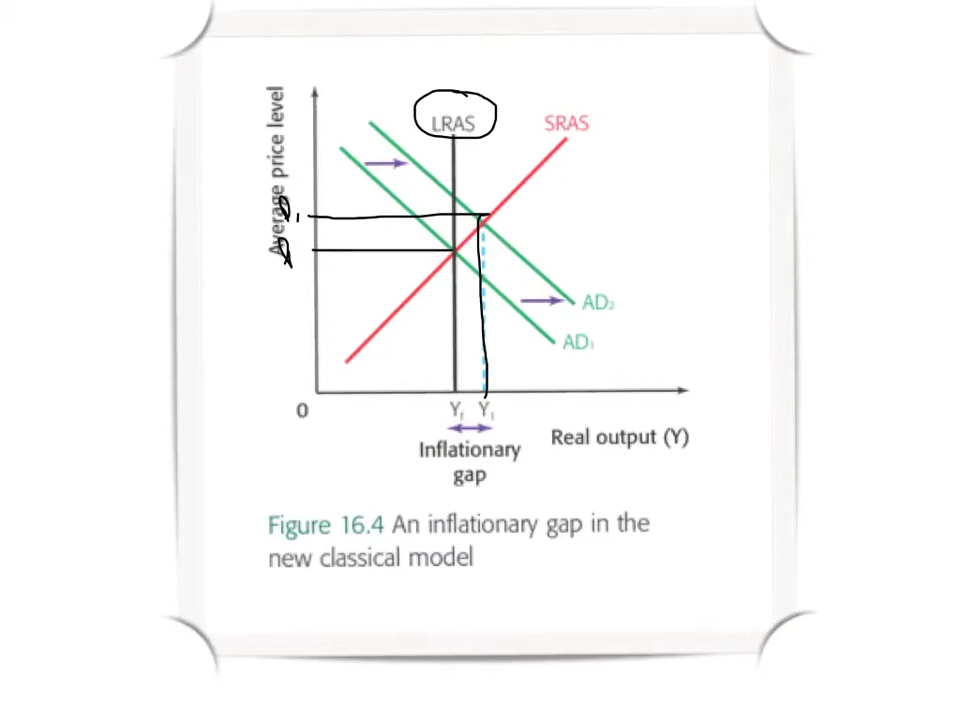 Average price level
LRAS
SRAS
P₁
P
AD₂
AD₁
0
Yf Y₁
Inflationary
gap
Real output (Y)
Figure 16.4 An inflationary gap in the
new classical model